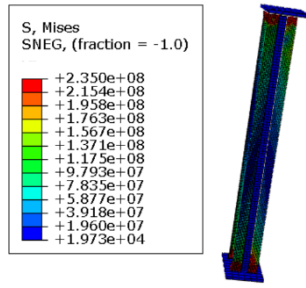 S, Mises
SNEG, (fraction = -1.0)
+2.350e+08
+2.154e+08
+1.958e+08
+1.763e+08
+1.567e+08
+1.371e+08
+1.175e+08
+9.793e+07
+7.835e+07
+5.877e+07
+3.918e+07
+1.960e+07
+1.973e+04